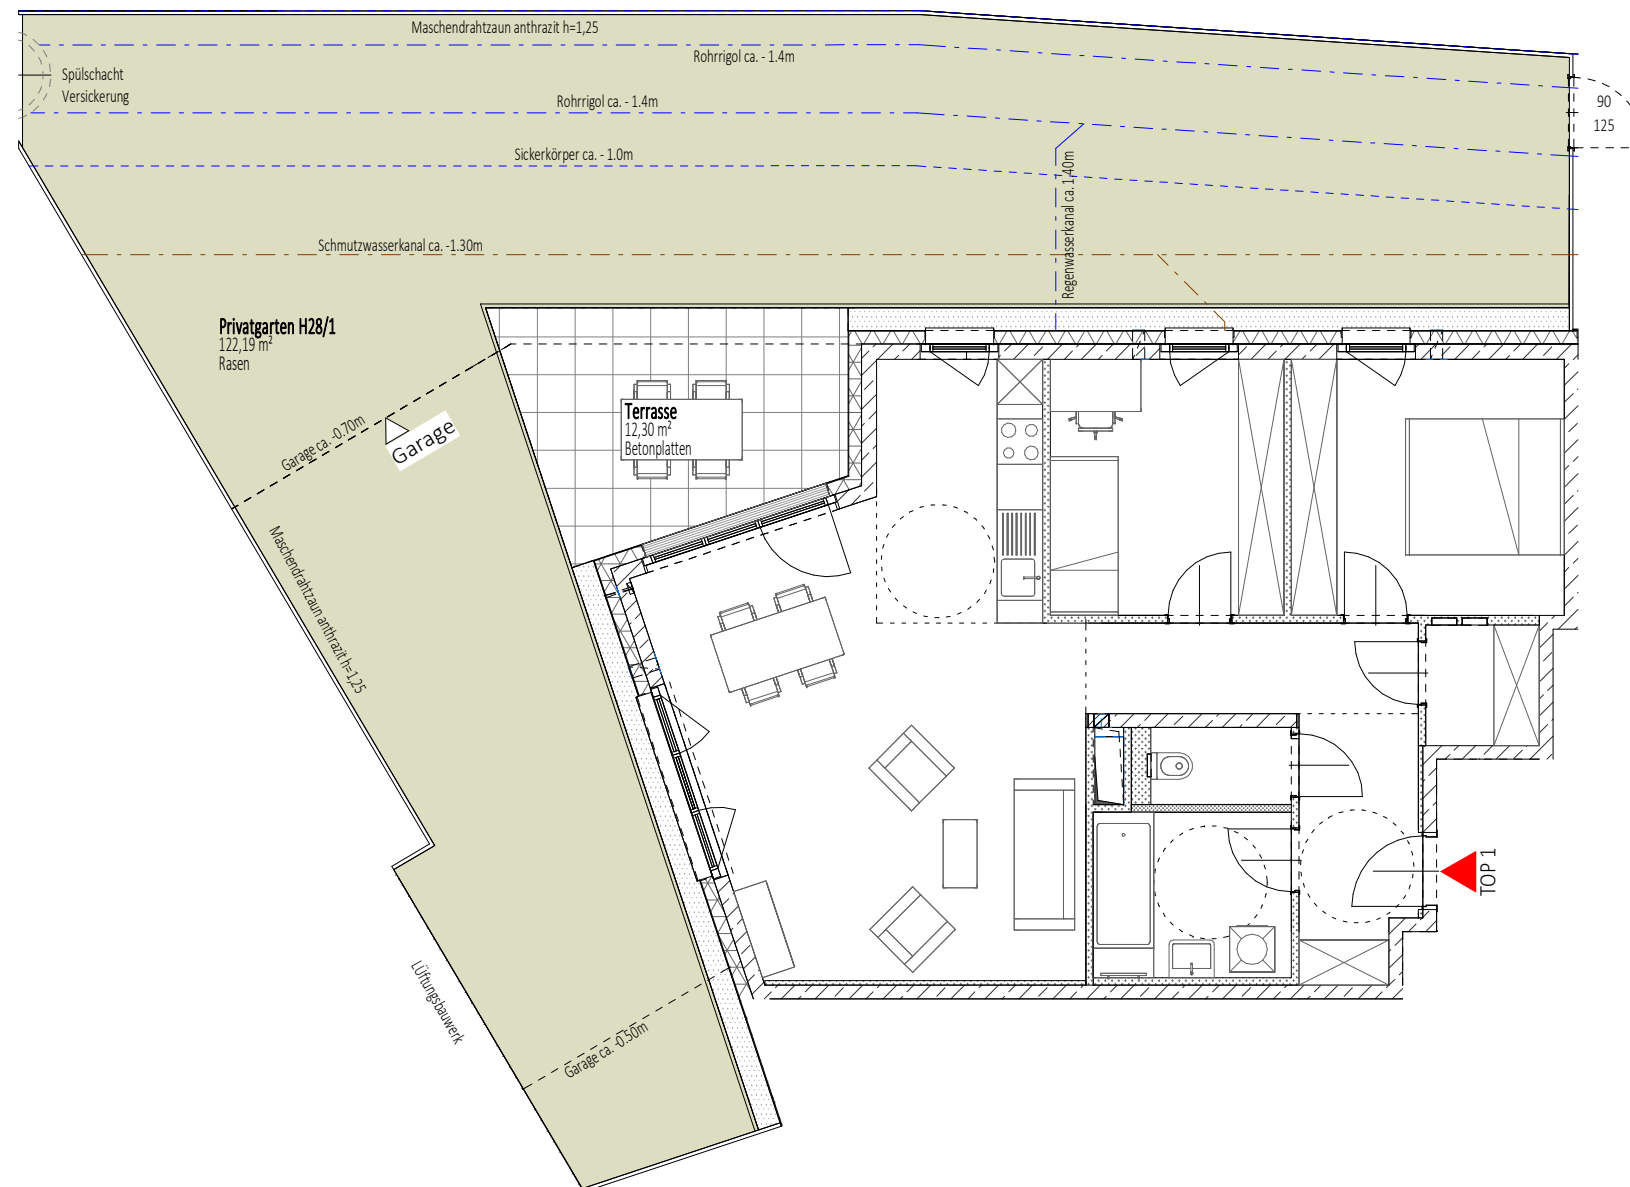 Maschendrahtzaun anthrazit h=1,25
Rohrrigol ca. - 1.4m
Spülschacht
Versickerung
Rohrrigol ca. - 1.4m
90
125
Sickerkörper ca. - 1.0m
Regenwasserkanal ca. 1.40m
Schmutzwasserkanal ca. -1.30m
Privatgarten H28/1
122,19 m²
Rasen
Garage ca. -0.70m
Garage
Terrasse
12,30 m²
Betonplatten
Maschendrahtzaun anthrazit h=1,25
TOP 1
LÜftungsbauwerk
Garage ca. -0.50m